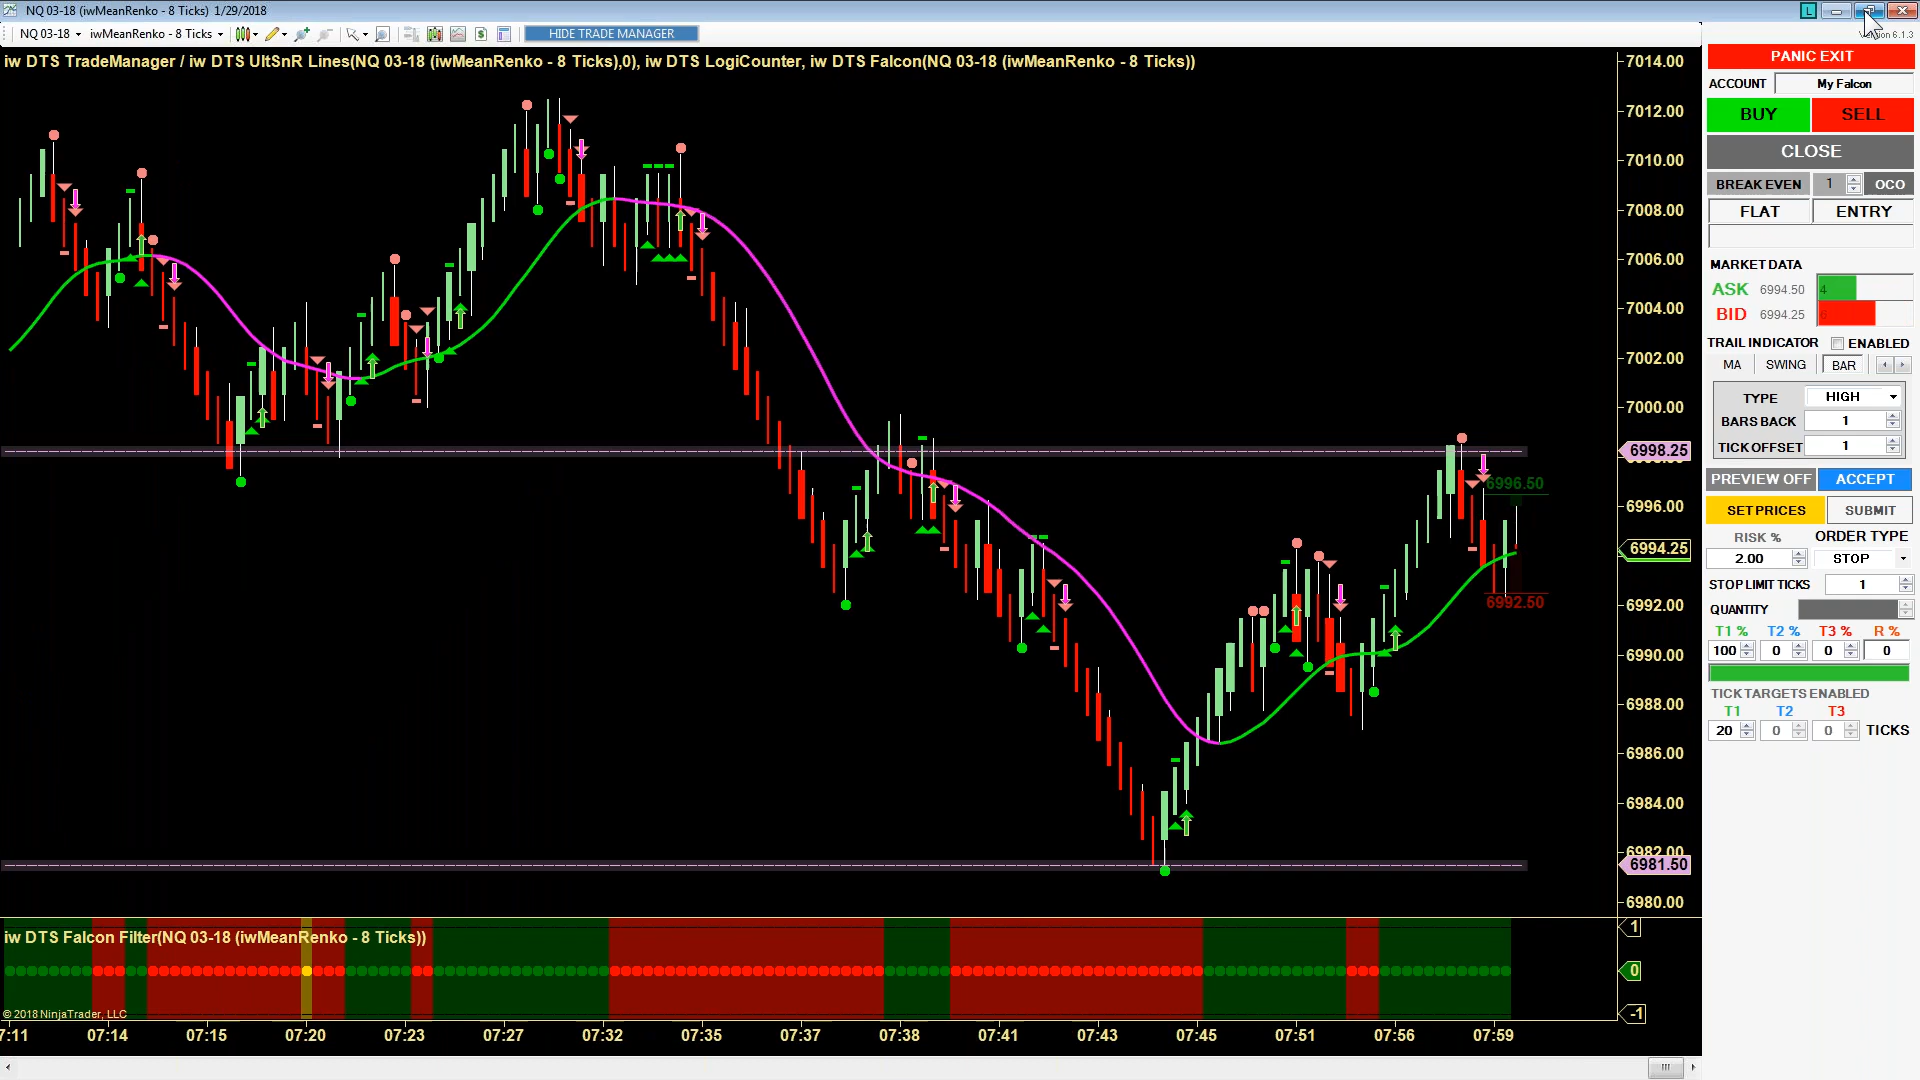 NQ 03-18 (iwMeanRenko - 8 Ticks)  1/29/2018
L
NQ 03-18 iwMeanRenko - 8 Ticks HIDE TRADE MANAGER
Version 6.1.3
iw DTS TradeManager / iw DTS UltSnR Lines(NQ 03-18 (iwMeanRenko - 8 Ticks),0), iw DTS LogiCounter, iw DTS Falcon(NQ 03-18 (iwMeanRenko - 8 Ticks))
7014.00
7012.00
7010.00
7008.00
7006.00
7004.00
7002.00
7000.00
6998.25
6996.50
6996.00
6994.25
6992.50
6992.00
6990.00
6988.00
6986.00
6984.00
6982.00
6981.50
6980.00
iw DTS Falcon Filter(NQ 03-18 (iwMeanRenko - 8 Ticks))
1
0
-1
© 2018 NinjaTrader, LLC
7:11 07:14 07:15 07:20 07:23 07:27 07:32 07:35 07:37 07:38 07:41 07:43 07:45 07:51 07:56 07:59
PANIC EXIT
ACCOUNT My Falcon
BUY SELL
CLOSE
BREAK EVEN 1 OCO
FLAT ENTRY
MARKET DATA
ASK 6994.50 4
BID 6994.25 6
TRAIL INDICATOR ENABLED
MA SWING BAR
TYPE HIGH
BARS BACK 1
TICK OFFSET 1
PREVIEW OFF ACCEPT
SET PRICES SUBMIT
RISK % ORDER TYPE
2.00 STOP
STOP LIMIT TICKS 1
QUANTITY
T1 % T2 % T3 % R %
100 0 0 0
TICK TARGETS ENABLED
T1 T2 T3
20 0 0 TICKS